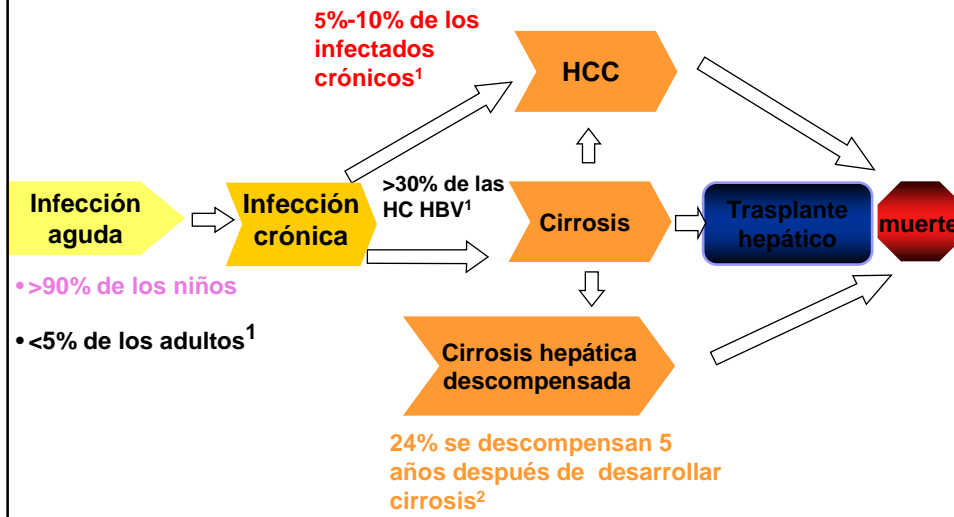 5%-10% de los
infectados
crónicos¹
HCC
>30% de las
HC HBV¹
Infección
aguda
Infección
crónica
Cirrosis
Trasplante
hepático
muerte
•>90% de los niños
•<5% de los adultos¹
Cirrosis hepática
descompensada
24% se descompensan 5
años después de desarrollar
cirrosis²